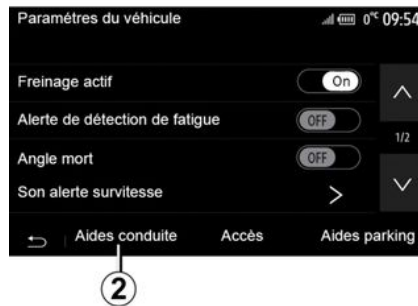 Paramètres du véhicule 0°C 09:54
Freinage actif On
Alerte de détection de fatigue OFF
1/2
Angle mort OFF
Son alerte survitesse
Aides conduite Accès Aides parking
2